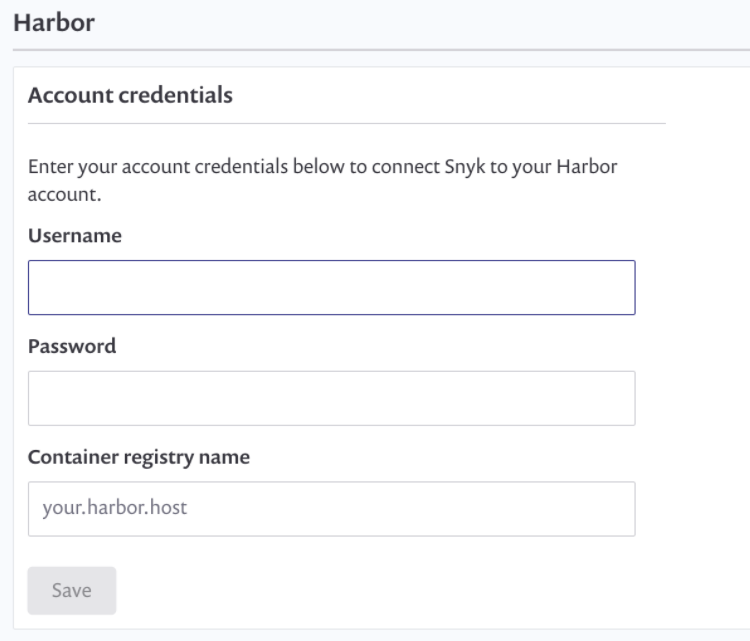 Harbor
Account credentials
Enter your account credentials below to connect Snyk to your Harbor
account.
Username
Password
Container registry name
your.harbor.host
Save